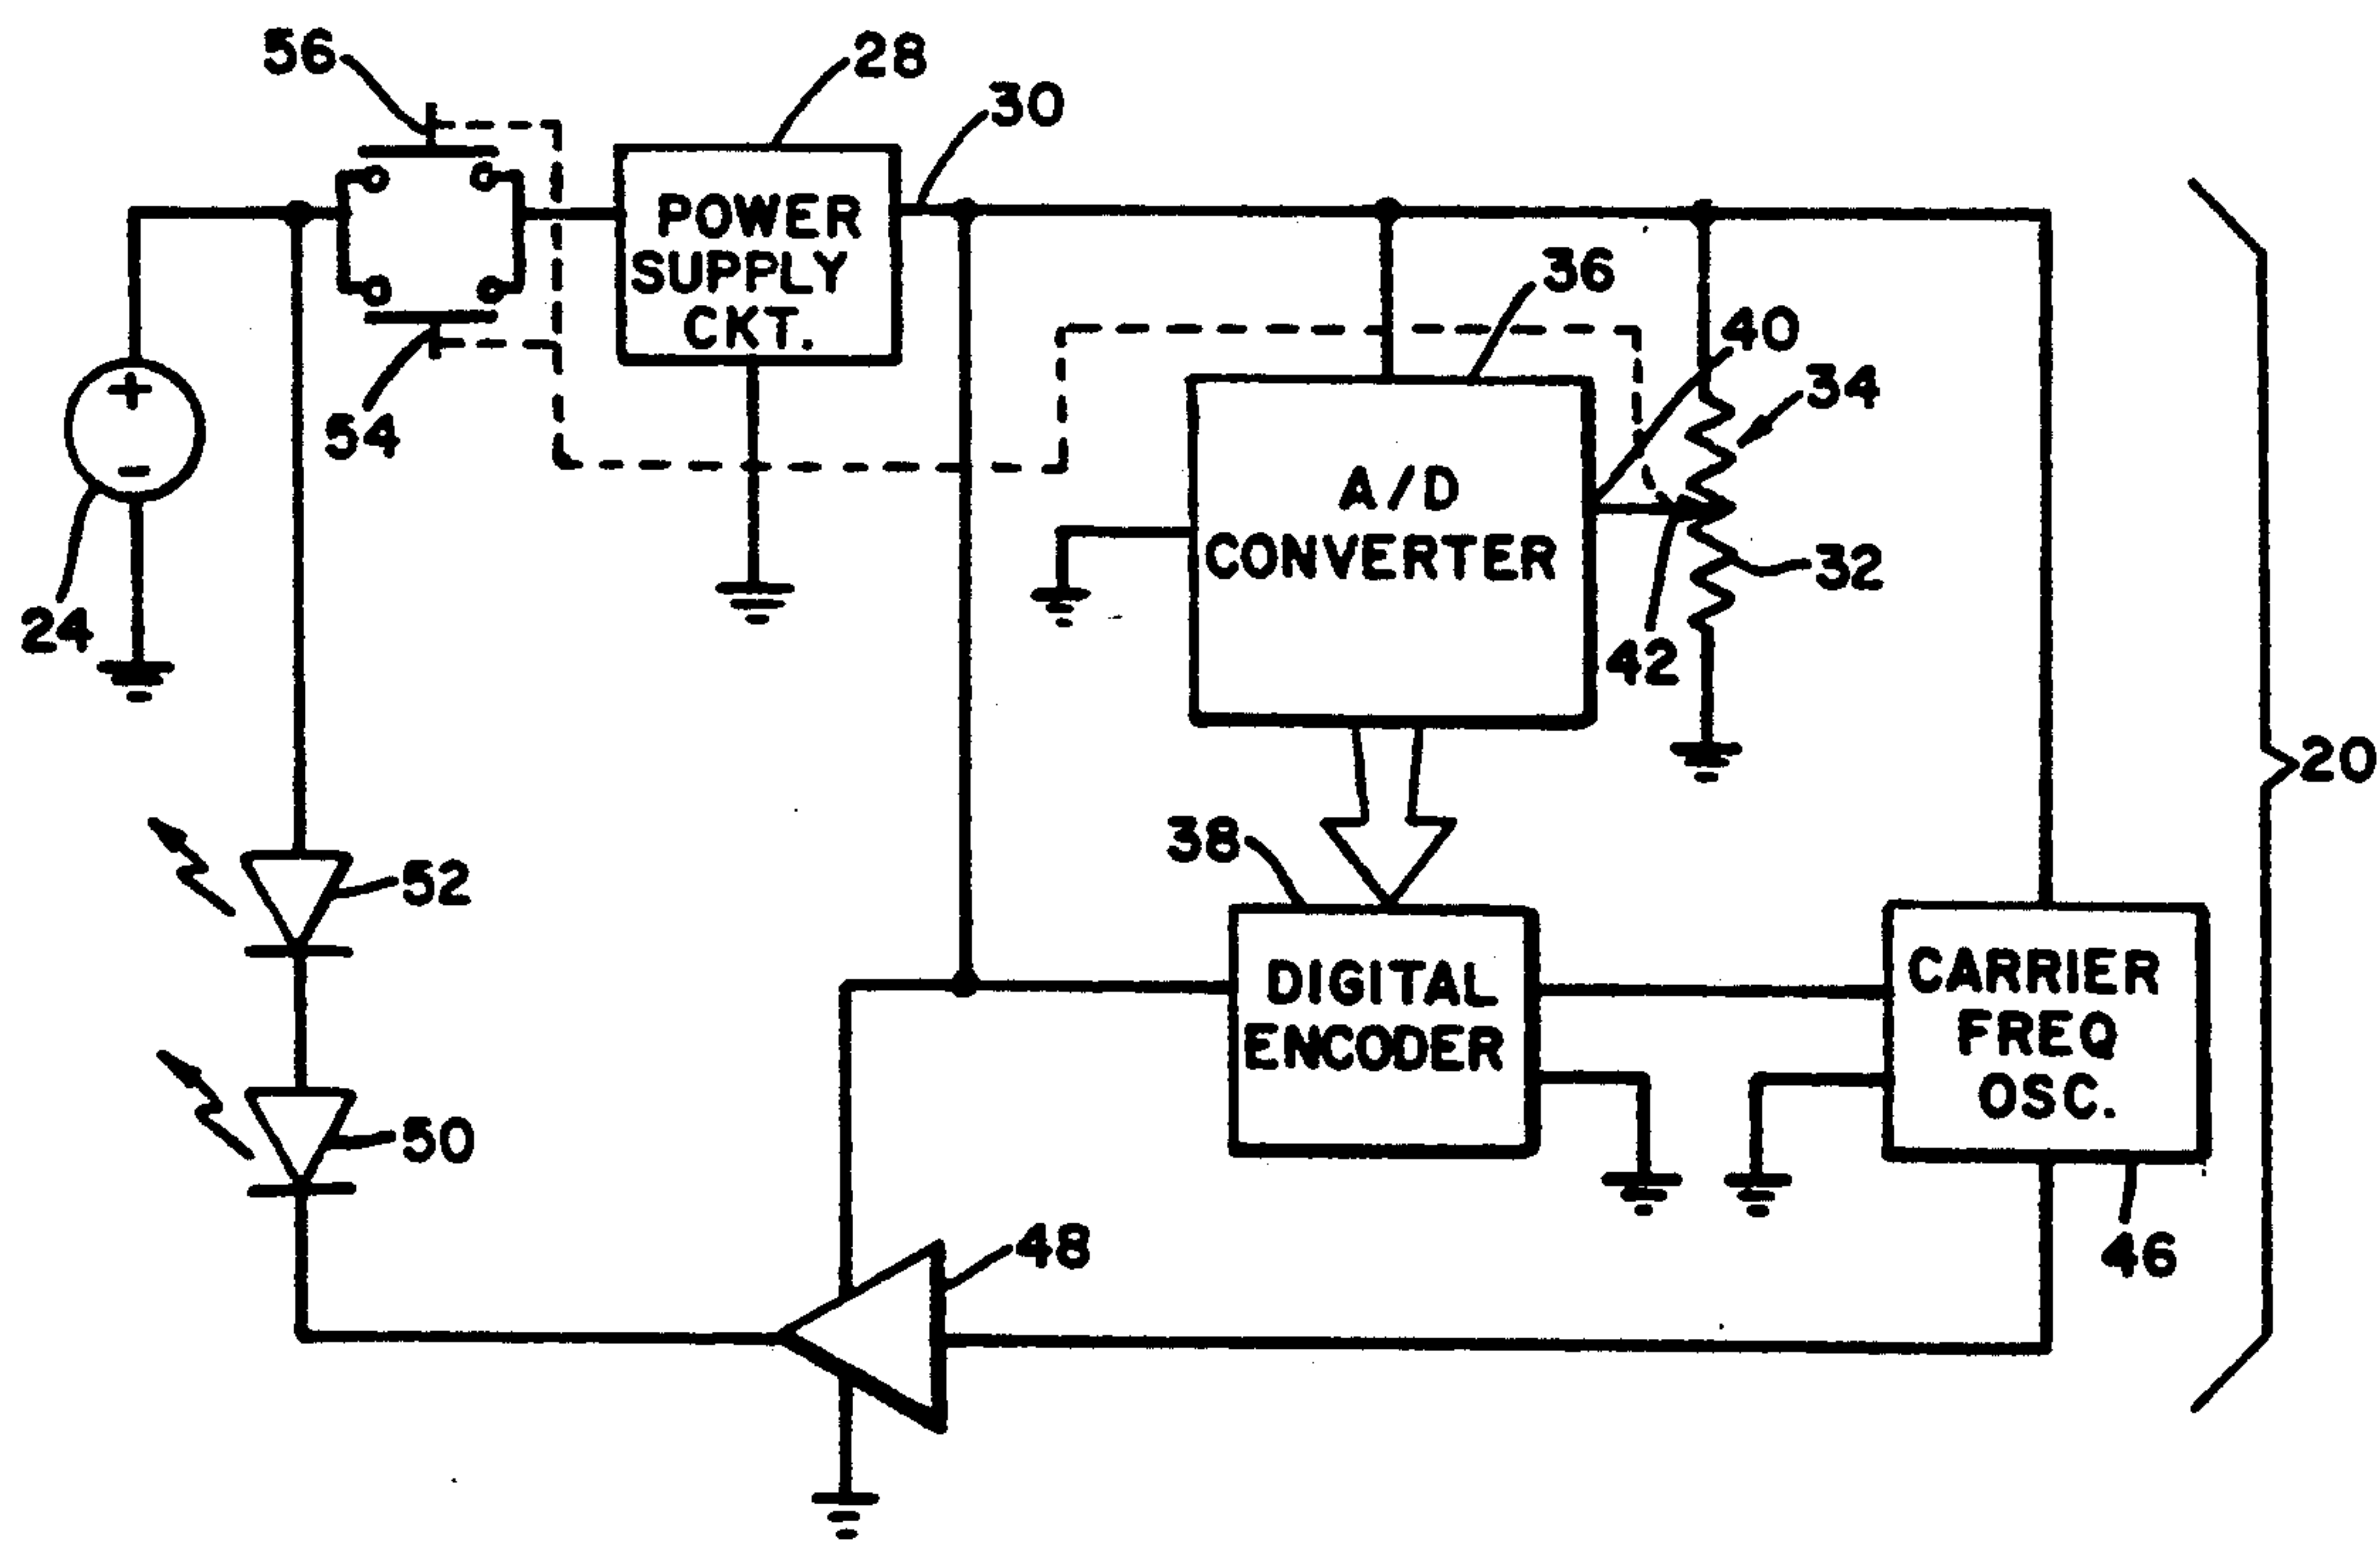 56
28
30
POWER
SUPPLY
CKT.
36
40
34
54
+
-
A/D
CONVERTER
32
24
42
20
38
52
DIGITAL
ENCODER
CARRIER
FREQ
OSC.
50
48
46